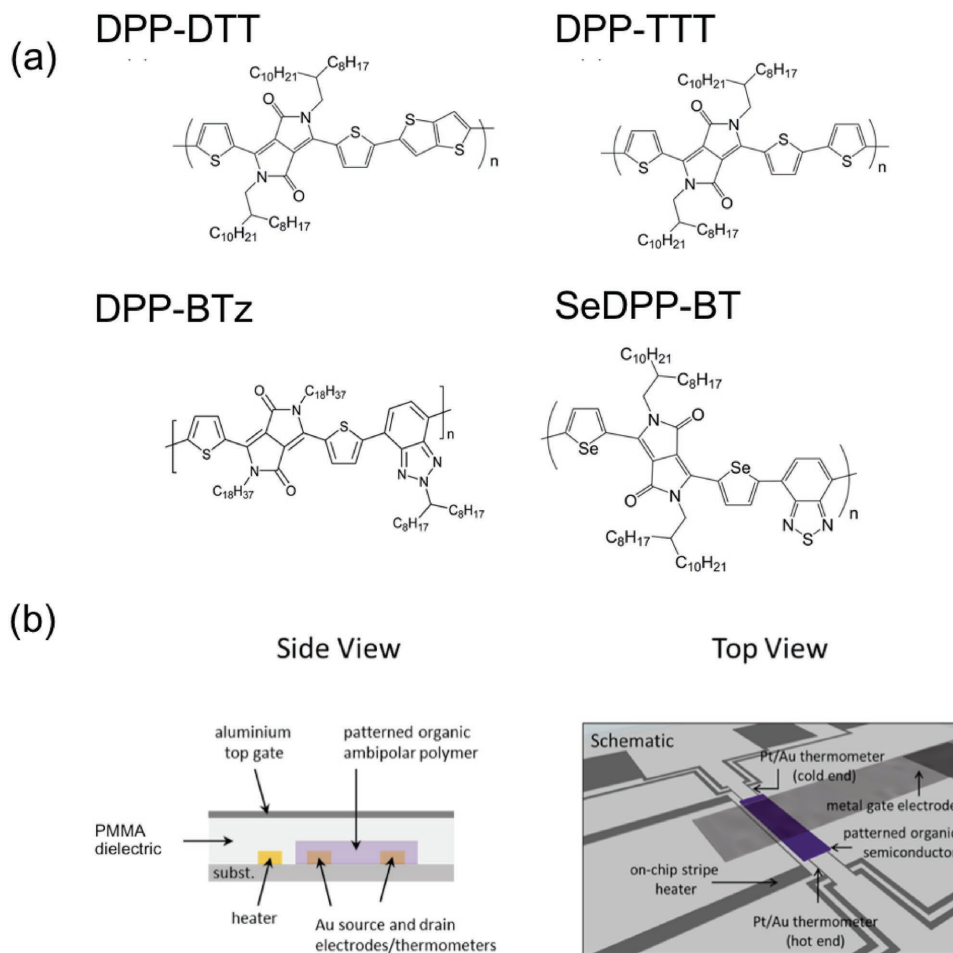 (a)
DPP-DTT
DPP-TTT
C10H21
C8H17
O
N
S
S
S
S
n
N
O
C8H17
C10H21
C10H21
C8H17
O
N
S
S
S
n
N
O
C8H17
C10H21
DPP-BTz
SeDPP-BT
O
N
C18H37
S
S
n
N
O
C18H37
N
N
N
C8H17
C8H17
C10H21
C8H17
N
O
Se
Se
O
N
n
N
N
S
C8H17
C10H21
(b)
Side View
Top View
aluminium
top gate
patterned organic
ambipolar polymer
PMMA
dielectric
subst.
heater
Au source and drain
electrodes/thermometers
Schematic
Pt/Au thermometer
(cold end)
metal gate electrode
patterned organic
semiconductor
on-chip stripe
heater
Pt/Au thermometer
(hot end)